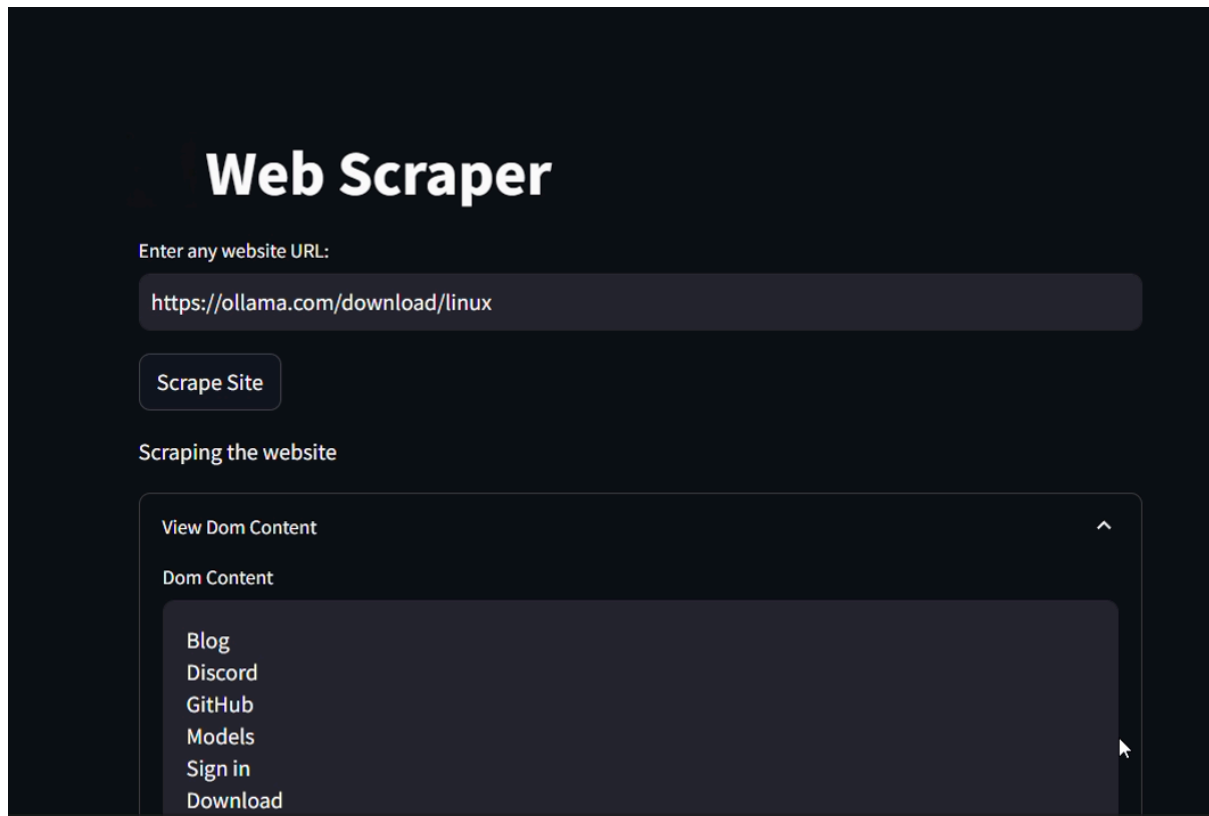 Web Scraper
Enter any website URL:
https://ollama.com/download/linux
Scrape Site
Scraping the website
View Dom Content
Dom Content
Blog
Discord
GitHub
Models
Sign in
Download